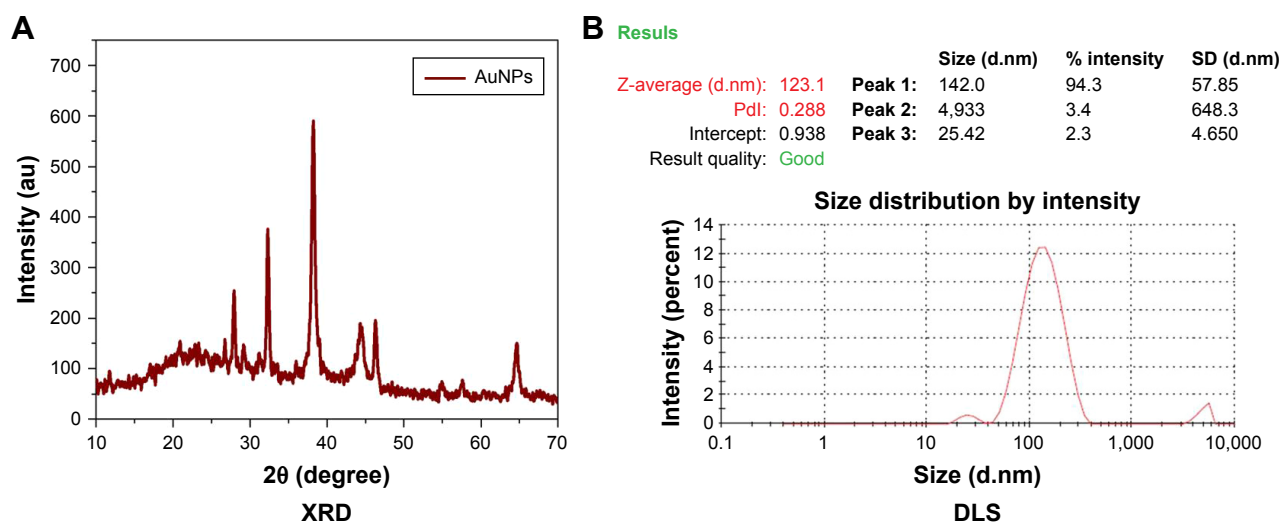 A
700
600
500
400
300
200
100
0
Intensity (au)
AuNPs
10 20 30 40 50 60 70
2θ (degree)
XRD
B Resuls
Size (d.nm) % intensity SD (d.nm)
Z-average (d.nm): 123.1 Peak 1: 142.0 94.3 57.85
PdI: 0.288 Peak 2: 4,933 3.4 648.3
Intercept: 0.938 Peak 3: 25.42 2.3 4.650
Result quality: Good
Size distribution by intensity
14
12
10
8
6
4
2
0
Intensity (percent)
0.1 1 10 100 1,000 10,000
Size (d.nm)
DLS